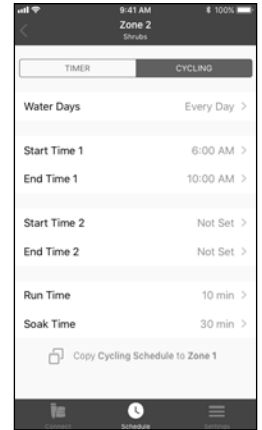 9:41 AM
100%
Zone 2
Shrubs
TIMER CYCLING
Water Days Every Day
Start Time 1 6:00 AM
End Time 1 10:00 AM
Start Time 2 Not Set
End Time 2 Not Set
Run Time 10 min
Soak Time 30 min
Copy Cycling Schedule to Zone 1
Connect Schedule Settings